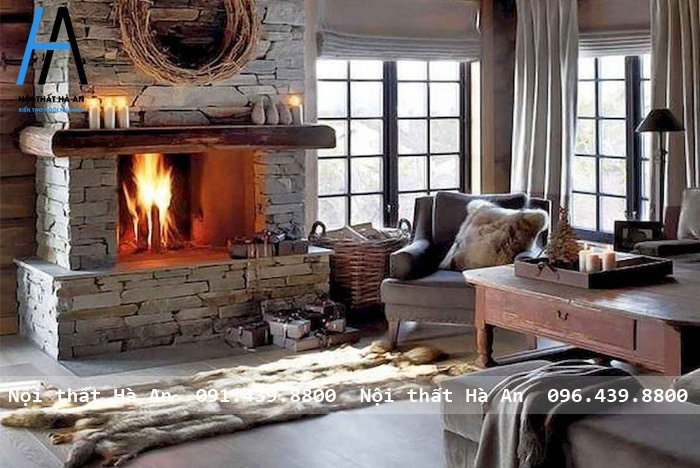 NỘI THẤT HÀ AN
Nội thất Hà An 091.439.8800 Nội thất Hà An 096.439.8800